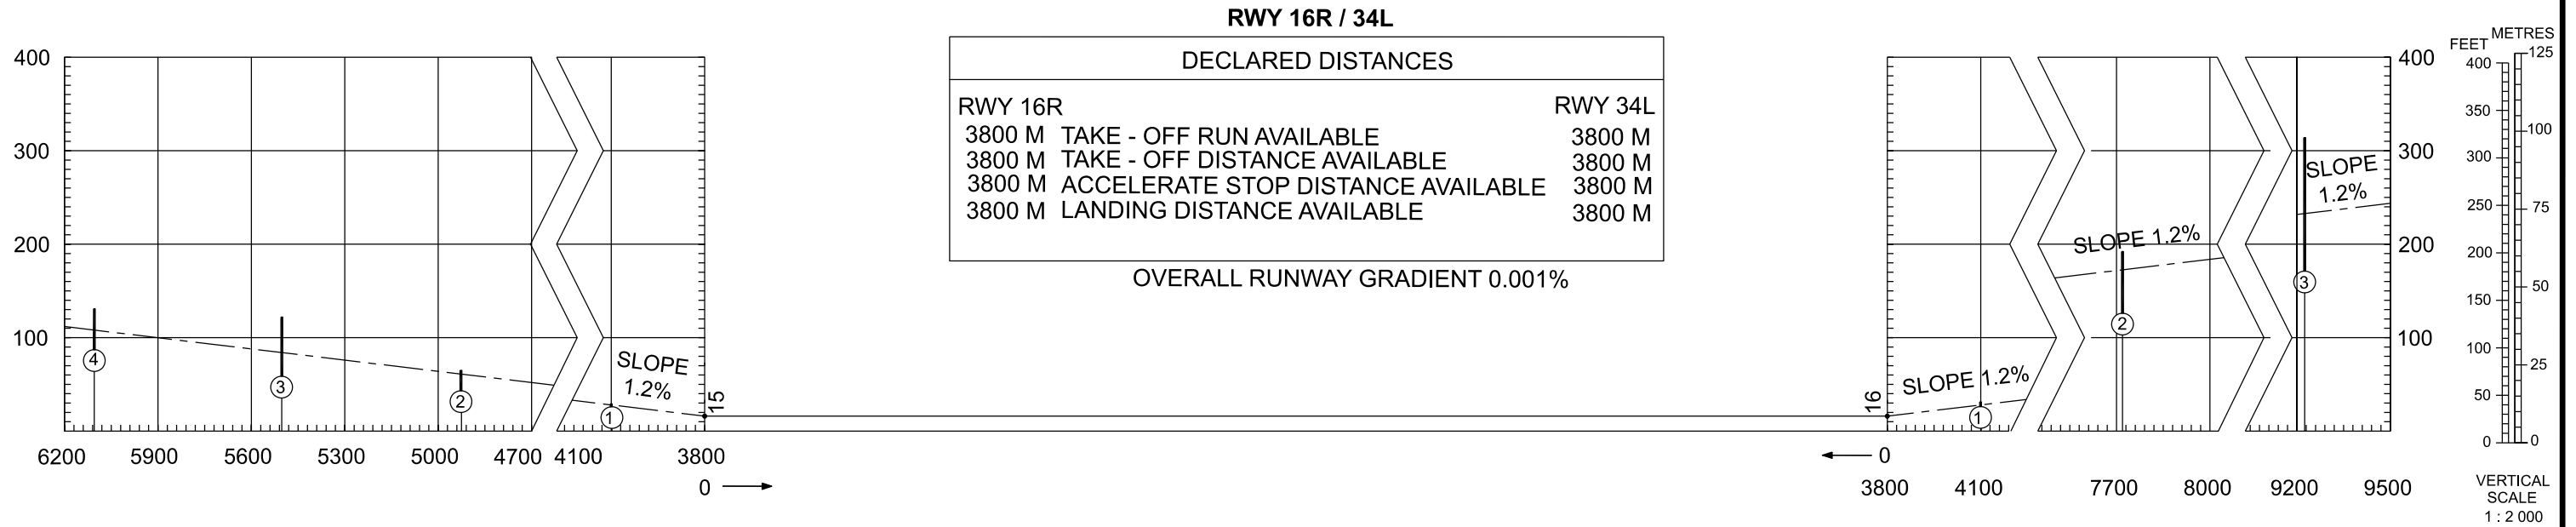 RWY 16R / 34L
DECLARED DISTANCES
RWY 16R RWY 34L
3800 M TAKE - OFF RUN AVAILABLE 3800 M
3800 M TAKE - OFF DISTANCE AVAILABLE 3800 M
3800 M ACCELERATE STOP DISTANCE AVAILABLE 3800 M
3800 M LANDING DISTANCE AVAILABLE 3800 M
OVERALL RUNWAY GRADIENT 0.001%
400
300
200
100
4
3
2
1
SLOPE
1.2%
15
6200 5900 5600 5300 5000 4700 4100 3800
0
16
SLOPE 1.2%
1
SLOPE 1.2%
2
SLOPE
1.2%
3
400
300
200
100
0
3800 4100 7700 8000 9200 9500
FEET METRES
400
350
300
250
200
150
100
50
0
125
100
75
50
25
0
VERTICAL
SCALE
1 : 2 000